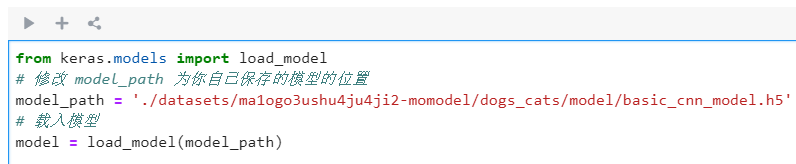 from keras.models import load_model
# 修改 model_path 为你自己保存的模型的位置
model_path = './datasets/ma1ogo3ushu4ju4ji2-momodel/dogs_cats/model/basic_cnn_model.h5'
# 载入模型
model = load_model(model_path)